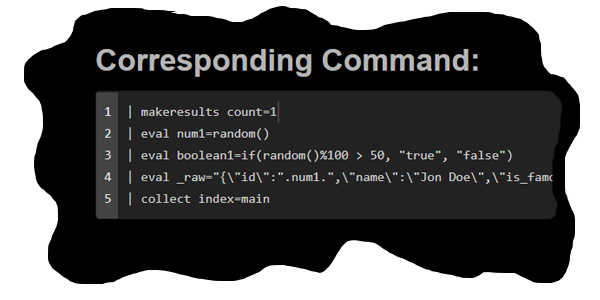 Corresponding Command:
1 | makeresults count=1
2 | eval num1=random()
3 | eval boolean1=if(random()%100 > 50, "true", "false")
4 | eval _raw="{\"id\":".num1.",\"name\":\"Jon Doe\",\"is_famo
5 | collect index=main